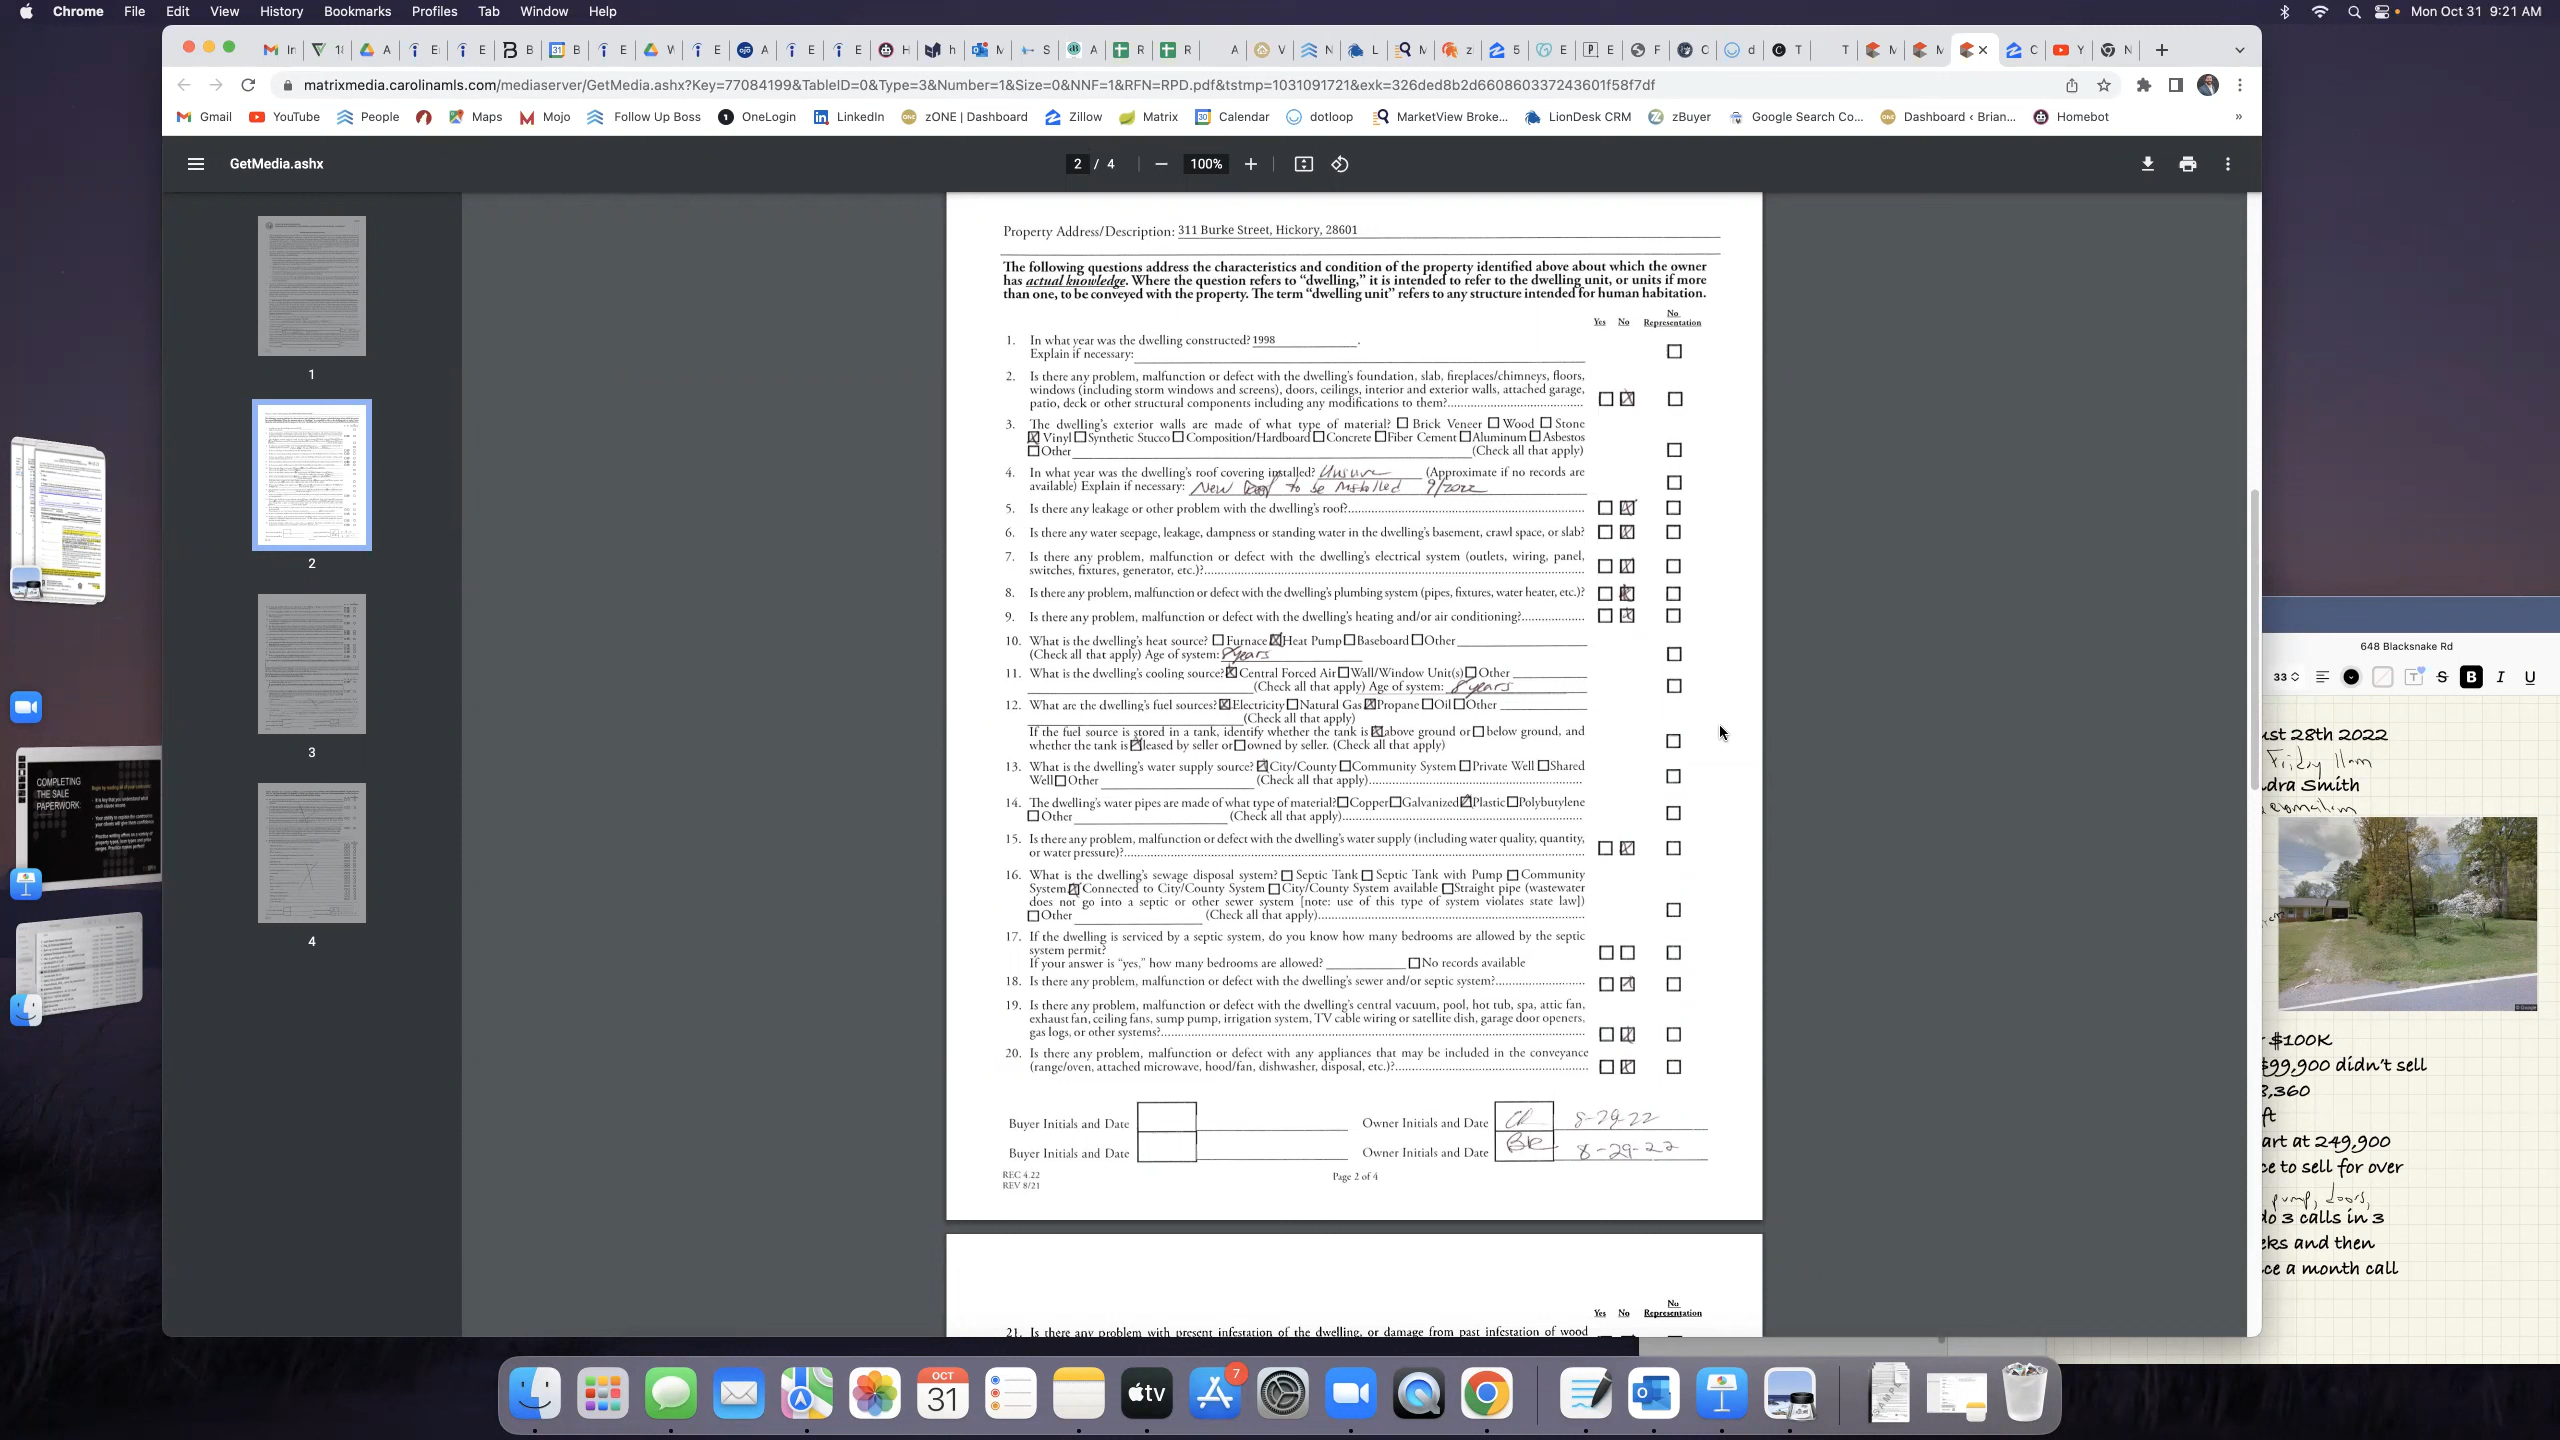 Chrome File Edit View History Bookmarks Profiles Tab Window Help Mon Oct 31 9:21 AM
matrixmedia.carolinamls.com/mediaserver/GetMedia.ashx?Key=77084199&TableID=0&Type=3&Number=1&Size=0&NNF=1&RFN=RPD.pdf&tstmp=1031091721&exk=326ded8b2d660860337243601f58f7df
Gmail YouTube People Maps Mojo Follow Up Boss OneLogin LinkedIn zONE | Dashboard Zillow Matrix Calendar dotloop MarketView Broke... LionDesk CRM zBuyer Google Search Co... Dashboard ‹ Brian... Homebot »
GetMedia.ashx 2 / 4 100%
1
2
3
4
COMPLETING
THE SALE
PAPERWORK:
Property Address/Description: 311 Burke Street, Hickory, 28601
The following questions address the characteristics and condition of the property identified above about which the owner
has actual knowledge. Where the question refers to “dwelling,” it is intended to refer to the dwelling unit, or units if more
than one, to be conveyed with the property. The term “dwelling unit” refers to any structure intended for human habitation.
Yes No No Representation
1. In what year was the dwelling constructed? 1998 .
Explain if necessary:
2. Is there any problem, malfunction or defect with the dwelling’s foundation, slab, fireplaces/chimneys, floors,
windows (including storm windows and screens), doors, ceilings, interior and exterior walls, attached garage,
patio, deck or other structural components including any modifications to them?
3. The dwelling’s exterior walls are made of what type of material? Brick Veneer Wood Stone
Vinyl Synthetic Stucco Composition/Hardboard Concrete Fiber Cement Aluminum Asbestos
Other (Check all that apply)
4. In what year was the dwelling’s roof covering installed? Unsure (Approximate if no records are
available) Explain if necessary: New Roof to be Installed 9/2022
5. Is there any leakage or other problem with the dwelling’s roof?
6. Is there any water seepage, leakage, dampness or standing water in the dwelling’s basement, crawl space, or slab?
7. Is there any problem, malfunction or defect with the dwelling’s electrical system (outlets, wiring, panel,
switches, fixtures, generator, etc.)?
8. Is there any problem, malfunction or defect with the dwelling’s plumbing system (pipes, fixtures, water heater, etc.)?
9. Is there any problem, malfunction or defect with the dwelling’s heating and/or air conditioning?
10. What is the dwelling’s heat source? Furnace Heat Pump Baseboard Other
(Check all that apply) Age of system: 8 years
11. What is the dwelling’s cooling source? Central Forced Air Wall/Window Unit(s) Other
(Check all that apply) Age of system: 8 years
12. What are the dwelling’s fuel sources? Electricity Natural Gas Propane Oil Other
(Check all that apply)
If the fuel source is stored in a tank, identify whether the tank is above ground or below ground, and
whether the tank is leased by seller or owned by seller. (Check all that apply)
13. What is the dwelling’s water supply source? City/County Community System Private Well Shared
Well Other (Check all that apply)
14. The dwelling’s water pipes are made of what type of material? Copper Galvanized Plastic Polybutylene
Other (Check all that apply)
15. Is there any problem, malfunction or defect with the dwelling’s water supply (including water quality, quantity,
or water pressure)?
16. What is the dwelling’s sewage disposal system? Septic Tank Septic Tank with Pump Community
System Connected to City/County System City/County System available Straight pipe (wastewater
does not go into a septic or other sewer system [note: use of this type of system violates state law])
Other (Check all that apply)
17. If the dwelling is serviced by a septic system, do you know how many bedrooms are allowed by the septic
system permit?
If your answer is “yes,” how many bedrooms are allowed? No records available
18. Is there any problem, malfunction or defect with the dwelling’s sewer and/or septic system?
19. Is there any problem, malfunction or defect with the dwelling’s central vacuum, pool, hot tub, spa, attic fan,
exhaust fan, ceiling fans, sump pump, irrigation system, TV cable wiring or satellite dish, garage door openers,
gas logs, or other systems?
20. Is there any problem, malfunction or defect with any appliances that may be included in the conveyance
(range/oven, attached microwave, hood/fan, dishwasher, disposal, etc.)?
Buyer Initials and Date Owner Initials and Date 8-29-22
Buyer Initials and Date Owner Initials and Date 8-29-22
REC 4.22
REV 8/21
Page 2 of 4
Yes No No Representation
21. Is there any problem with present infestation of the dwelling, or damage from past infestation of wood
648 Blacksnake Rd
33 S B I U
ust 28th 2022
Friday 11am
dra Smith
$100K
$99,900 didn't sell
,360
ft
art at 249,900
ce to sell for over
pump, doors,
do 3 calls in 3
eks and then
ce a month call
OCT
31
tv
7